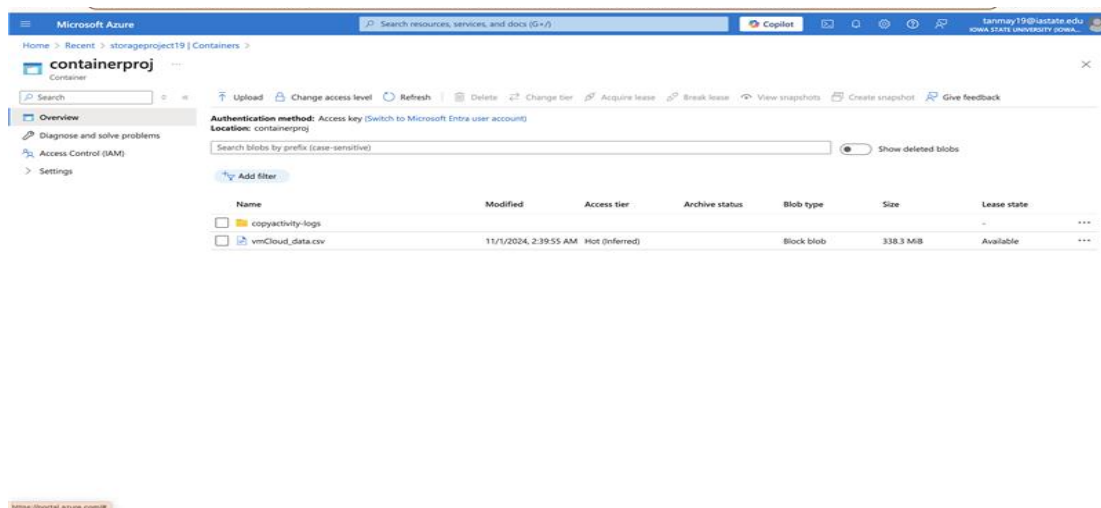 Microsoft Azure
Search resources, services, and docs (G+/)
Copilot
tanmay19@iastate.edu
IOWA STATE UNIVERSITY (IOWA...
Home > Recent > storageproject19 | Containers >
containerproj ...
Container
Search
Upload Change access level Refresh Delete Change tier Acquire lease Break lease View snapshots Create snapshot Give feedback
Overview
Diagnose and solve problems
Access Control (IAM)
Settings
Authentication method: Access key (Switch to Microsoft Entra user account)
Location: containerproj
Search blobs by prefix (case-sensitive)
Show deleted blobs
Add filter
Name Modified Access tier Archive status Blob type Size Lease state
copyactivity-logs - ...
vmCloud_data.csv 11/1/2024, 2:39:55 AM Hot (Inferred) Block blob 338.3 MiB Available ...
https://portal.azure.com/#